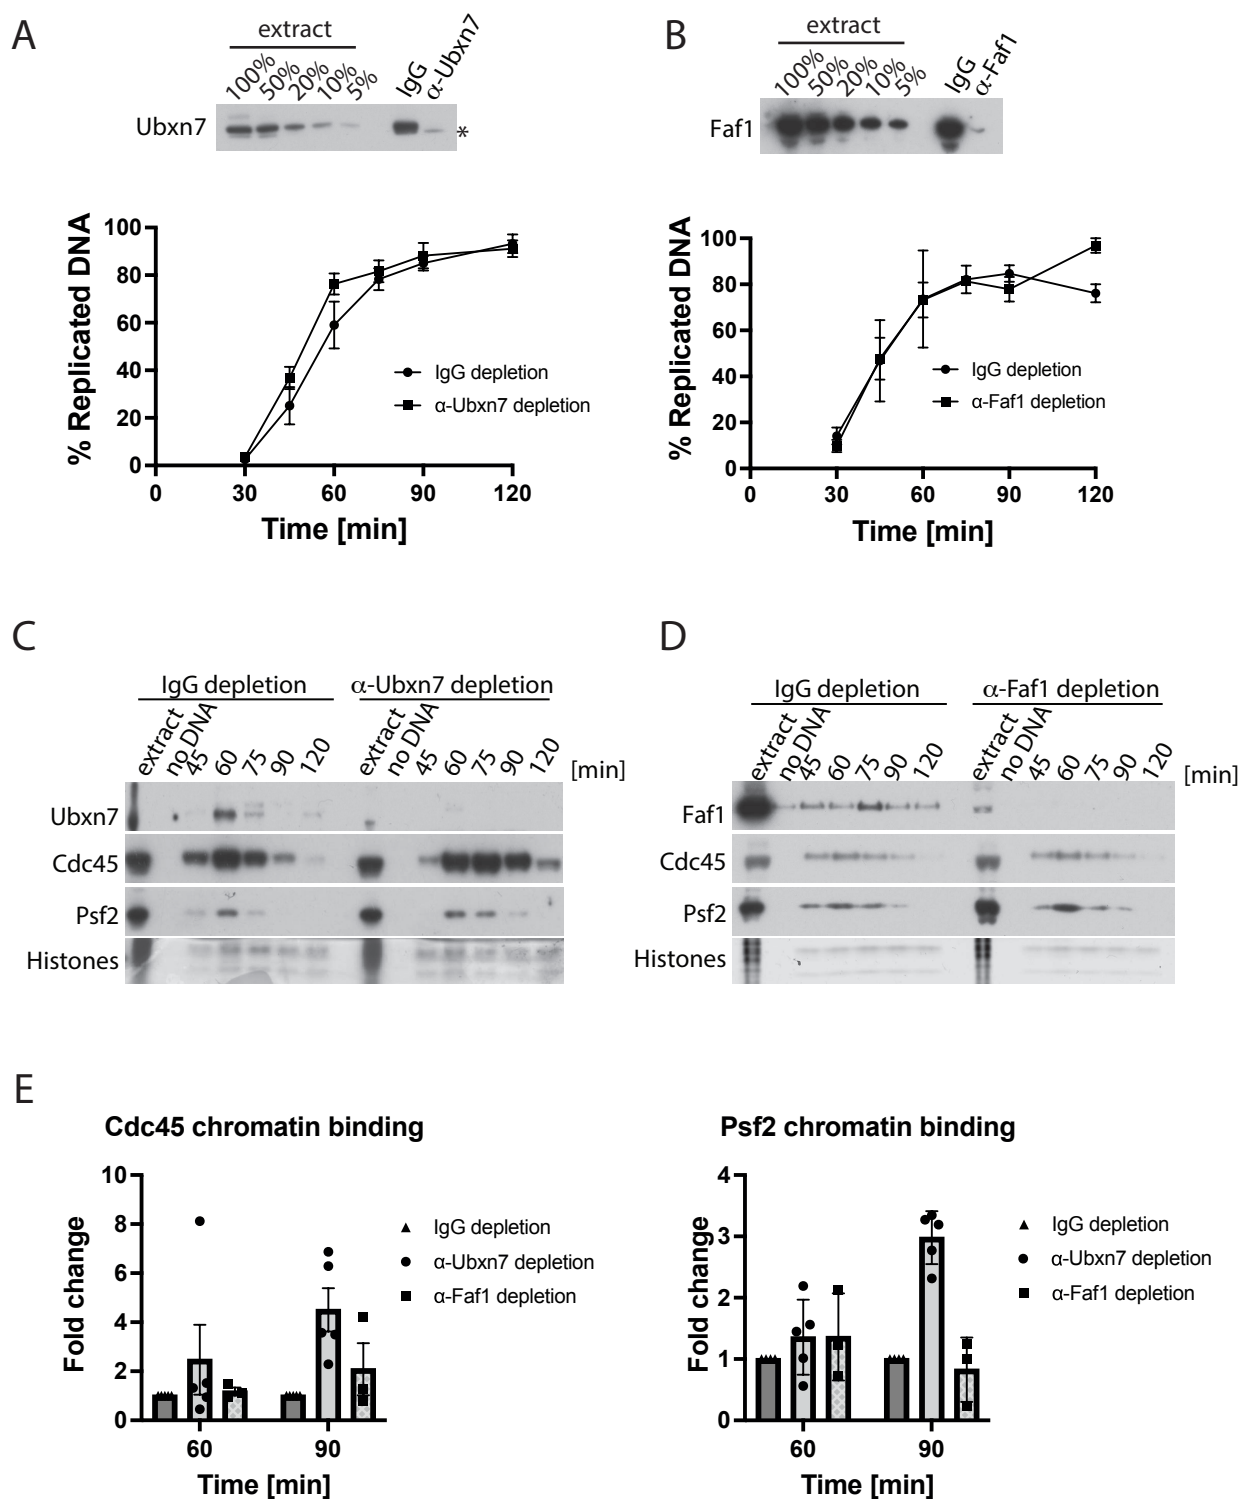 A
extract
100% 50% 20% 10% 5% IgG α-Ubxn7
Ubxn7 *
% Replicated DNA
100
80
60
40
20
0
0 30 60 90 120
Time [min]
IgG depletion
α-Ubxn7 depletion
B
extract
100% 50% 20% 10% 5% IgG α-Faf1
Faf1
% Replicated DNA
100
80
60
40
20
0
0 30 60 90 120
Time [min]
IgG depletion
α-Faf1 depletion
C
IgG depletion α-Ubxn7 depletion
extract no DNA 45 60 75 90 120 extract no DNA 45 60 75 90 120 [min]
Ubxn7
Cdc45
Psf2
Histones
D
IgG depletion α-Faf1 depletion
extract no DNA 45 60 75 90 120 extract no DNA 45 60 75 90 120 [min]
Faf1
Cdc45
Psf2
Histones
E
Cdc45 chromatin binding
Fold change
10
8
6
4
2
0
60 90
Time [min]
IgG depletion
α-Ubxn7 depletion
α-Faf1 depletion
Psf2 chromatin binding
Fold change
4
3
2
1
0
60 90
Time [min]
IgG depletion
α-Ubxn7 depletion
α-Faf1 depletion